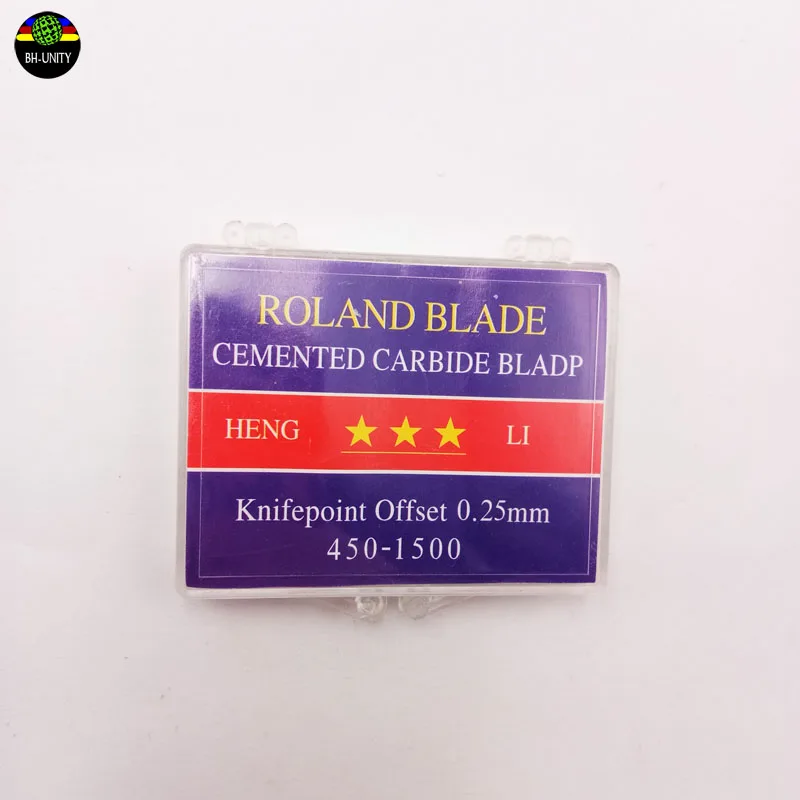 BH-UNITY
ROLAND BLADE
CEMENTED CARBIDE BLADP
HENG ★★★ LI
Knifepoint Offset 0.25mm
450-1500